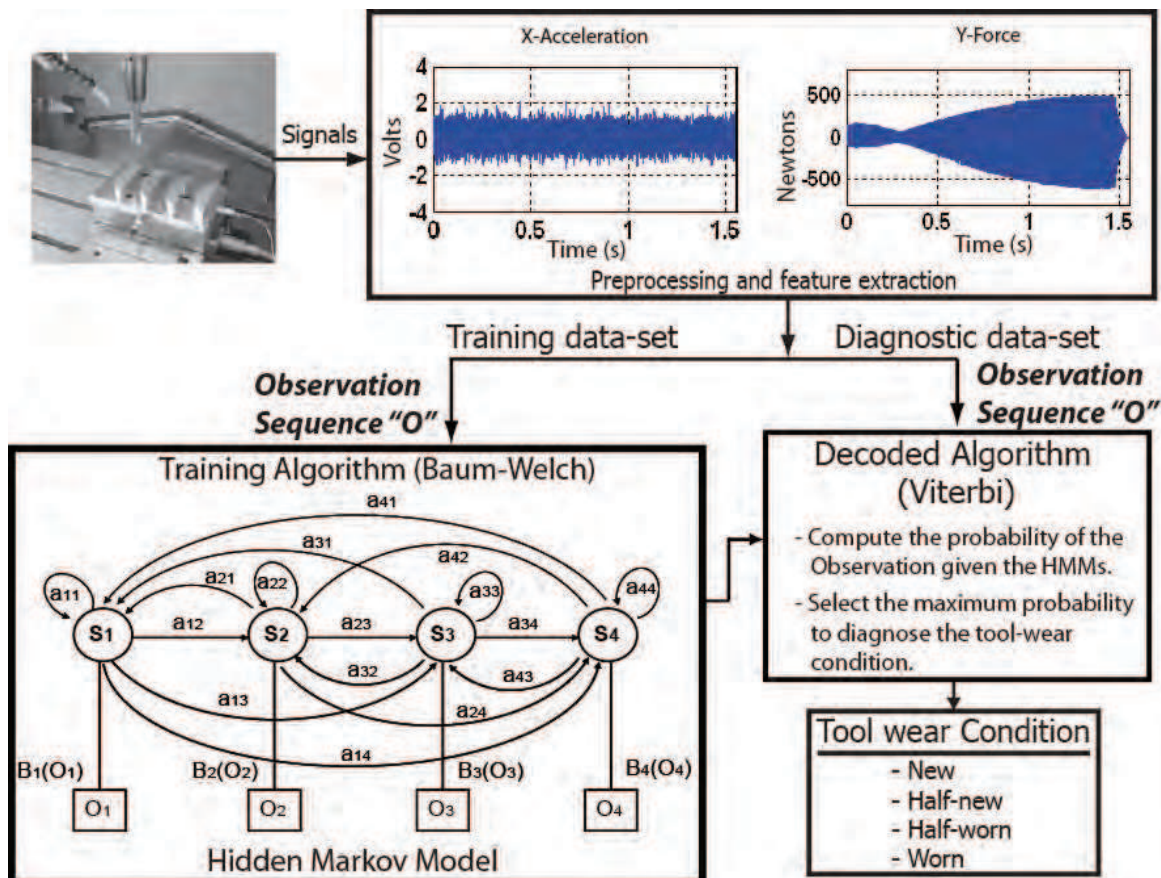 X-Acceleration
Y-Force
Signals
Volts
4
2
0
-2
-4
0 0.5 1 1.5
Time (s)
Newtons
500
0
-500
0 0.5 1 1.5
Time (s)
Preprocessing and feature extraction
Training data-set
Diagnostic data-set
Observation
Sequence "O"
Observation
Sequence "O"
Training Algorithm (Baum-Welch)
a41
a31
a42
a21
a22
a33
a44
a11
S1
a12
S2
a23
S3
a34
S4
a32
a43
a13
a24
a14
B1(O1)
B2(O2)
B3(O3)
B4(O4)
O1
O2
O3
O4
Hidden Markov Model
Decoded Algorithm
(Viterbi)
- Compute the probability of the
Observation given the HMMs.
- Select the maximum probability
to diagnose the tool-wear
condition.
Tool wear Condition
- New
- Half-new
- Half-worn
- Worn